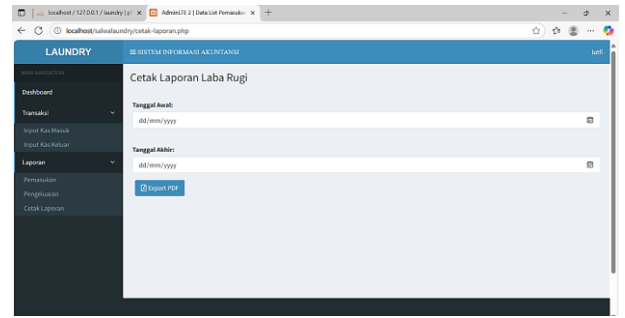 localhost / 127.0.0.1 / laundry | p
AdminLTE 2 | Data List Pemasukan
localhost/salwalaundry/cetak-laporan.php
LAUNDRY
SISTEM INFORMASI AKUNTANSI
lutfi
MAIN NAVIGATION
Dashboard
Transaksi
Input Kas Masuk
Input Kas Keluar
Laporan
Pemasukan
Pengeluaran
Cetak Laporan
Cetak Laporan Laba Rugi
Tanggal Awal:
dd/mm/yyyy
Tanggal Akhir:
dd/mm/yyyy
Export PDF